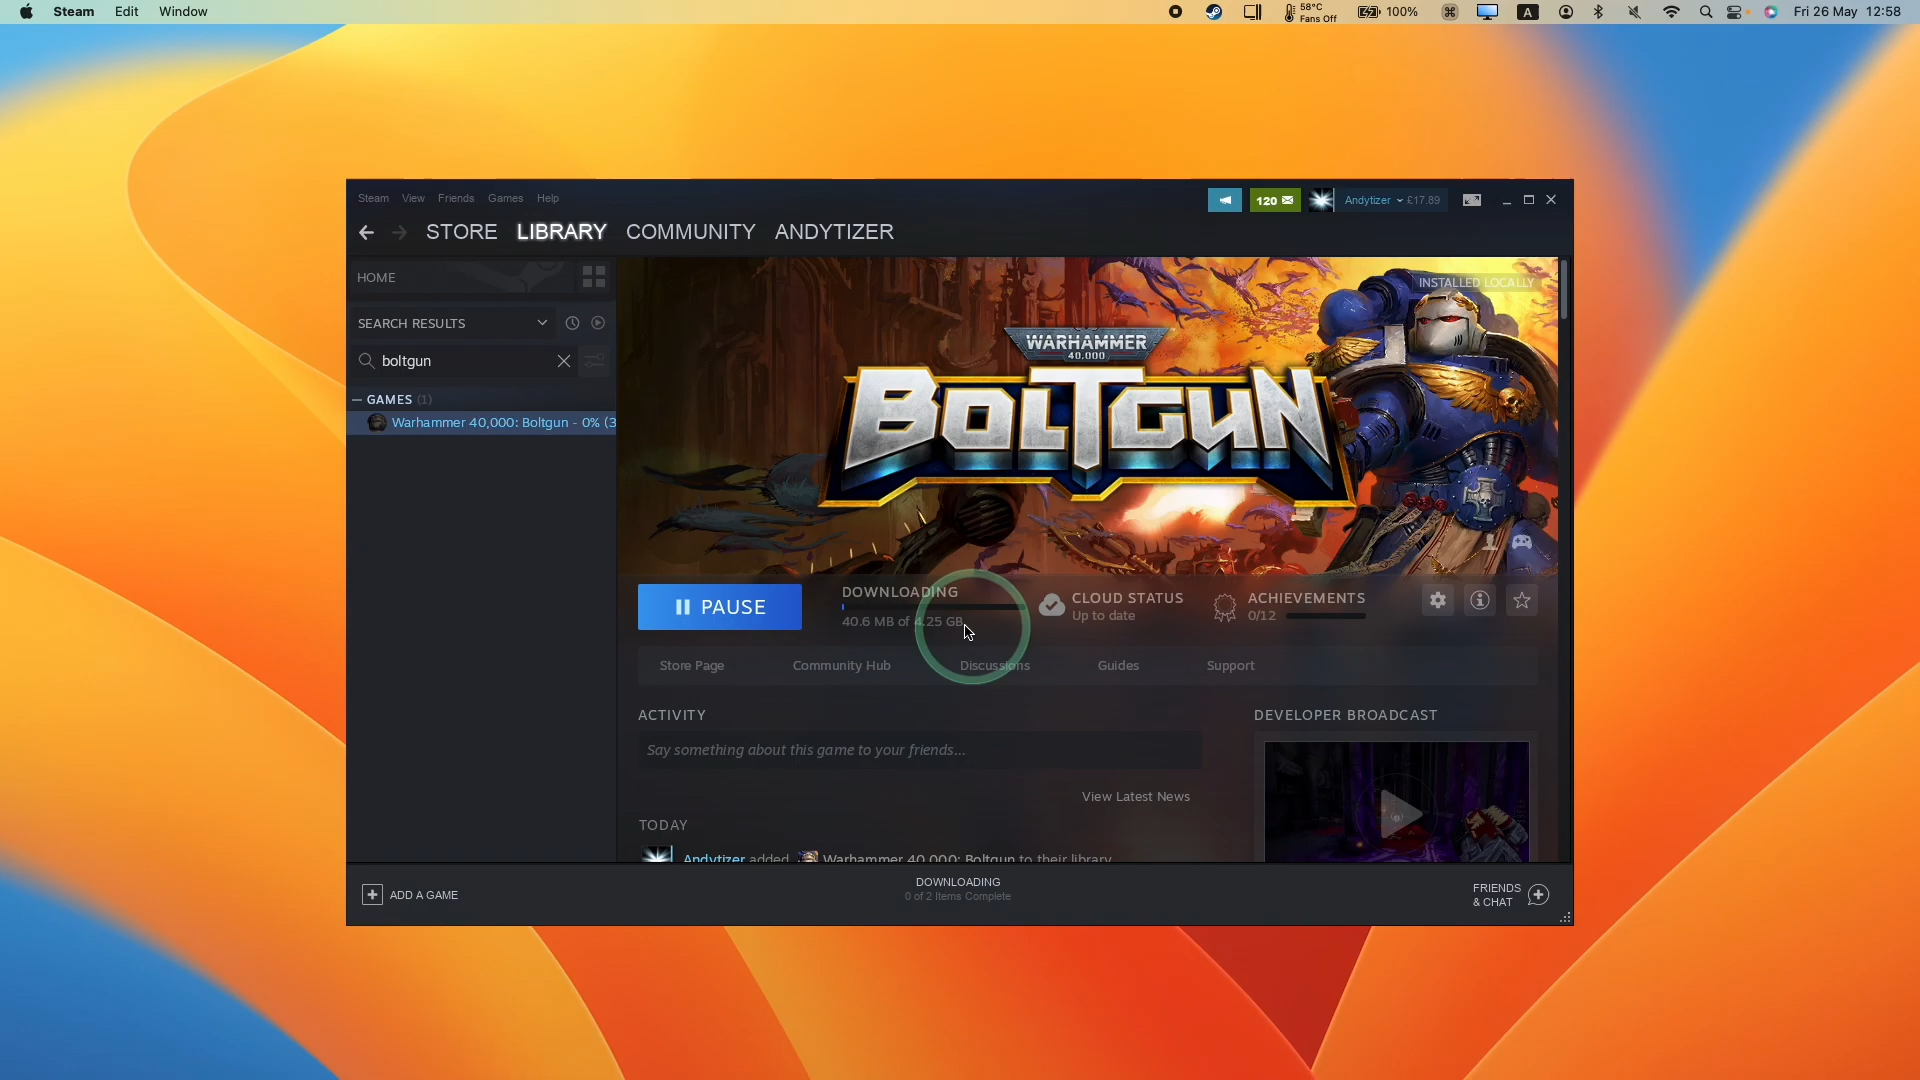 Steam Edit Window
58°C
Fans Off
100%
A
Fri 26 May 12:58
Steam View Friends Games Help
120
Andytizer
£17.89
STORE LIBRARY COMMUNITY ANDYTIZER
HOME
SEARCH RESULTS
boltgun
GAMES (1)
Warhammer 40,000: Boltgun - 0% (3
INSTALLED LOCALLY
WARHAMMER
40,000
BOLTGUN
PAUSE
DOWNLOADING
40.6 MB of 4.25 GB
CLOUD STATUS
Up to date
ACHIEVEMENTS
0/12
Store Page Community Hub Discussions Guides Support
ACTIVITY
Say something about this game to your friends...
View Latest News
TODAY
Andytizer added Warhammer 40,000: Boltgun to their library
DEVELOPER BROADCAST
ADD A GAME
DOWNLOADING
0 of 2 Items Complete
FRIENDS
& CHAT